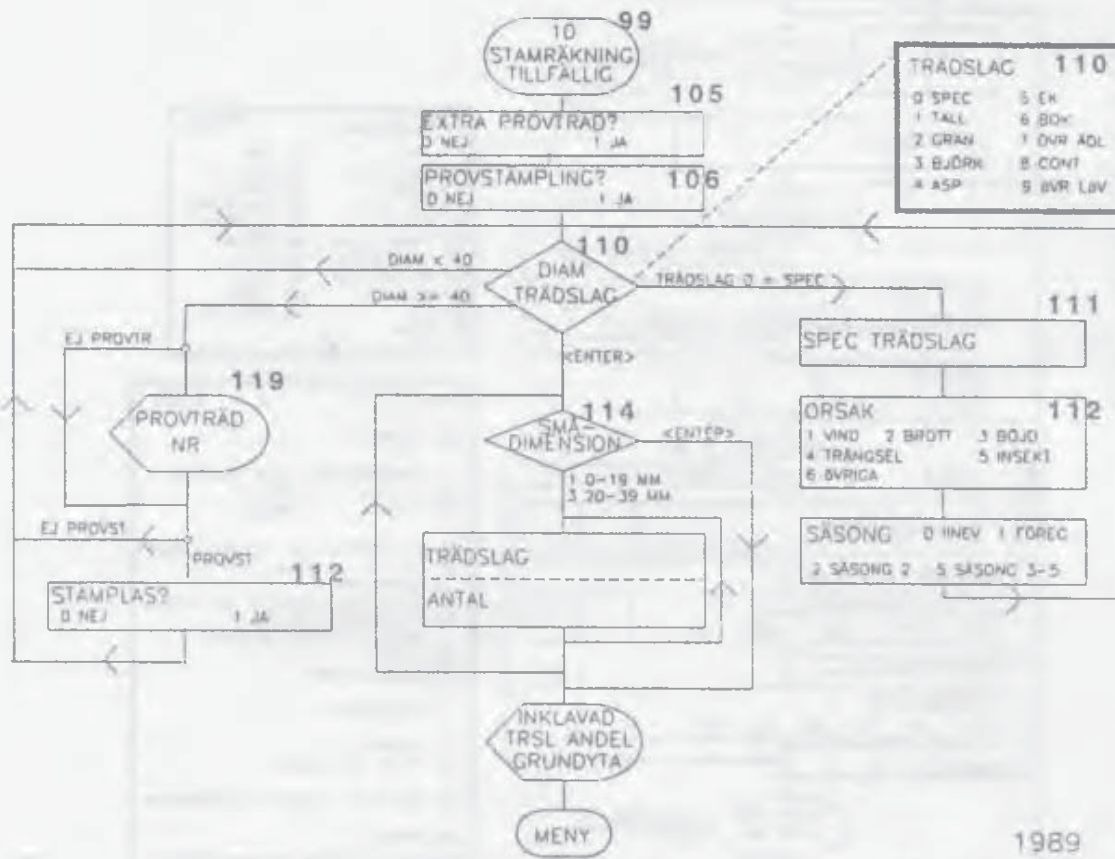 99
10
STAMRÄKNING
TILLFÄLLIG
105
EXTRA PROVTRÄD?
0 NEJ 1 JA
PROVSTÄMPLING? 106
0 NEJ 1 JA
TRÄDSLAG 110
0 SPEC 5 EK
1 TALL 6 BOK
2 GRAN 7 ÖVR ÄDL
3 BJÖRK 8 CONT
4 ASP 9 ÖVR LÖV
110
DIAM
TRÄDSLAG
DIAM < 40
DIAM >= 40
TRÄDSLAG 0 = SPEC
<ENTER>
EJ PROVTR
119
PROVTRÄD
NR
EJ PROVST
PROVST
112
STÄMPLAS?
0 NEJ 1 JA
114
SMÅ-
DIMENSION
<ENTER>
1 0-19 MM
3 20-39 MM
TRÄDSLAG
ANTAL
INKLAVAD
TRSL ANDEL
GRUNDYTA
MENY
111
SPEC TRÄDSLAG
ORSAK 112
1 VIND 2 BROTT 3 BÖJD
4 TRÄNGSEL 5 INSEKT
6 ÖVRIGA
SÄSONG 0 INNEV 1 FÖREG
2 SÄSONG 2 5 SÄSONG 3-5
1989